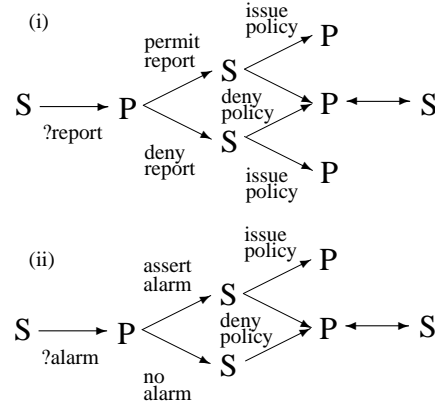 (i)
issue
policy
P
permit
report
S
S
?report
P
deny
policy
P
S
deny
report
S
issue
policy
P
(ii)
issue
policy
P
assert
alarm
S
S
?alarm
P
deny
policy
P
S
no
alarm
S